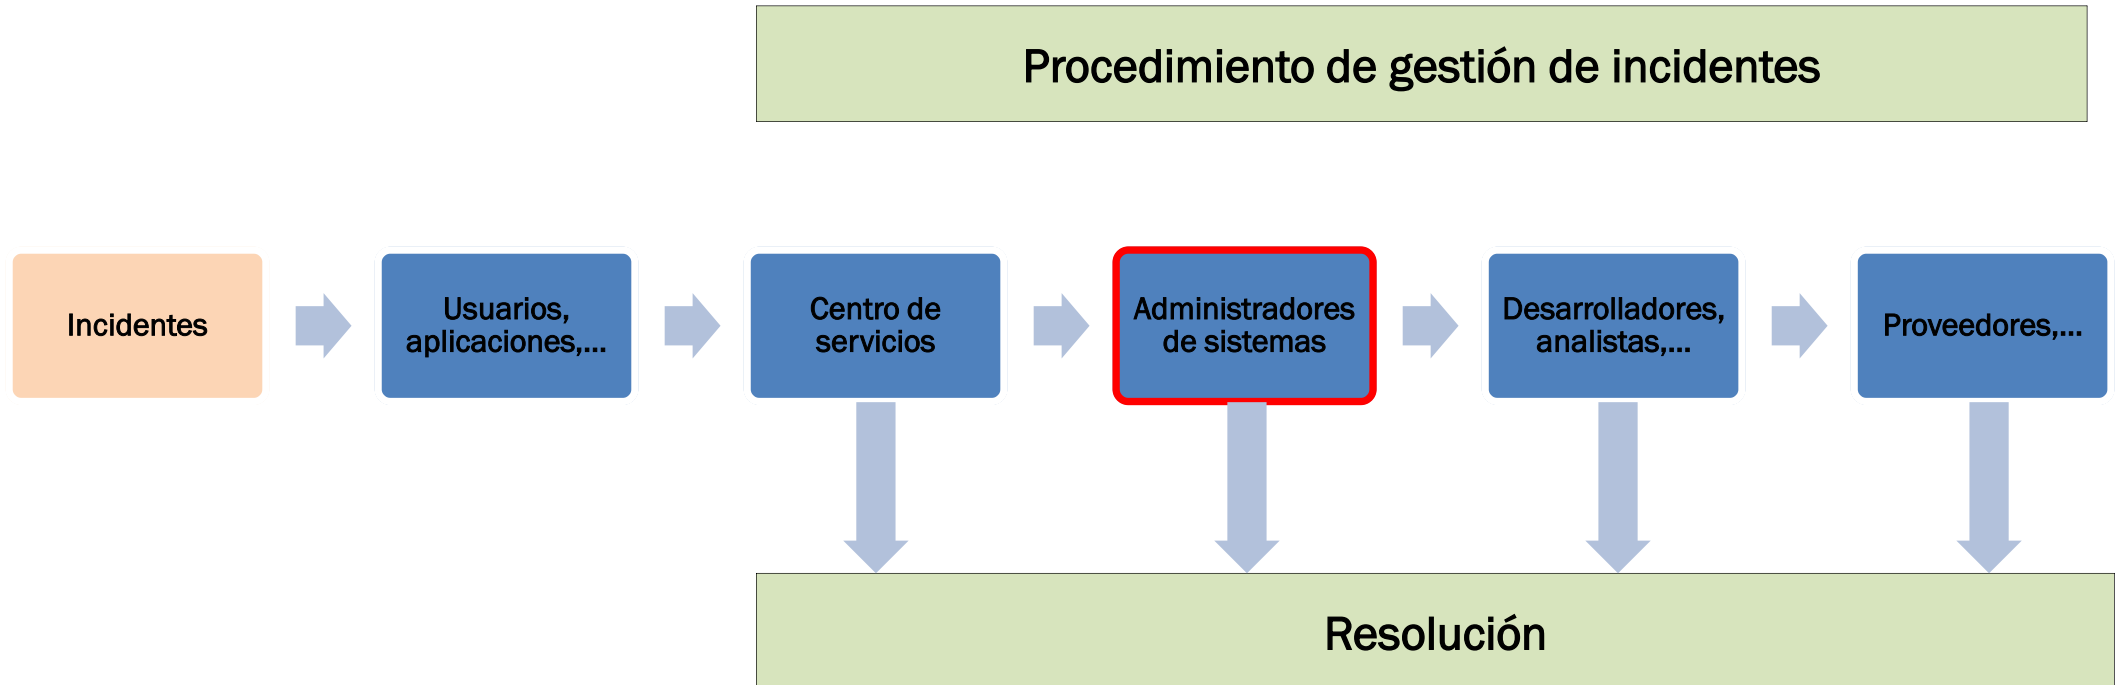 Procedimiento de gestión de incidentes
Incidentes
Usuarios,
aplicaciones,...
Centro de
servicios
Administradores
de sistemas
Desarrolladores,
analistas,...
Proveedores,...
Resolución